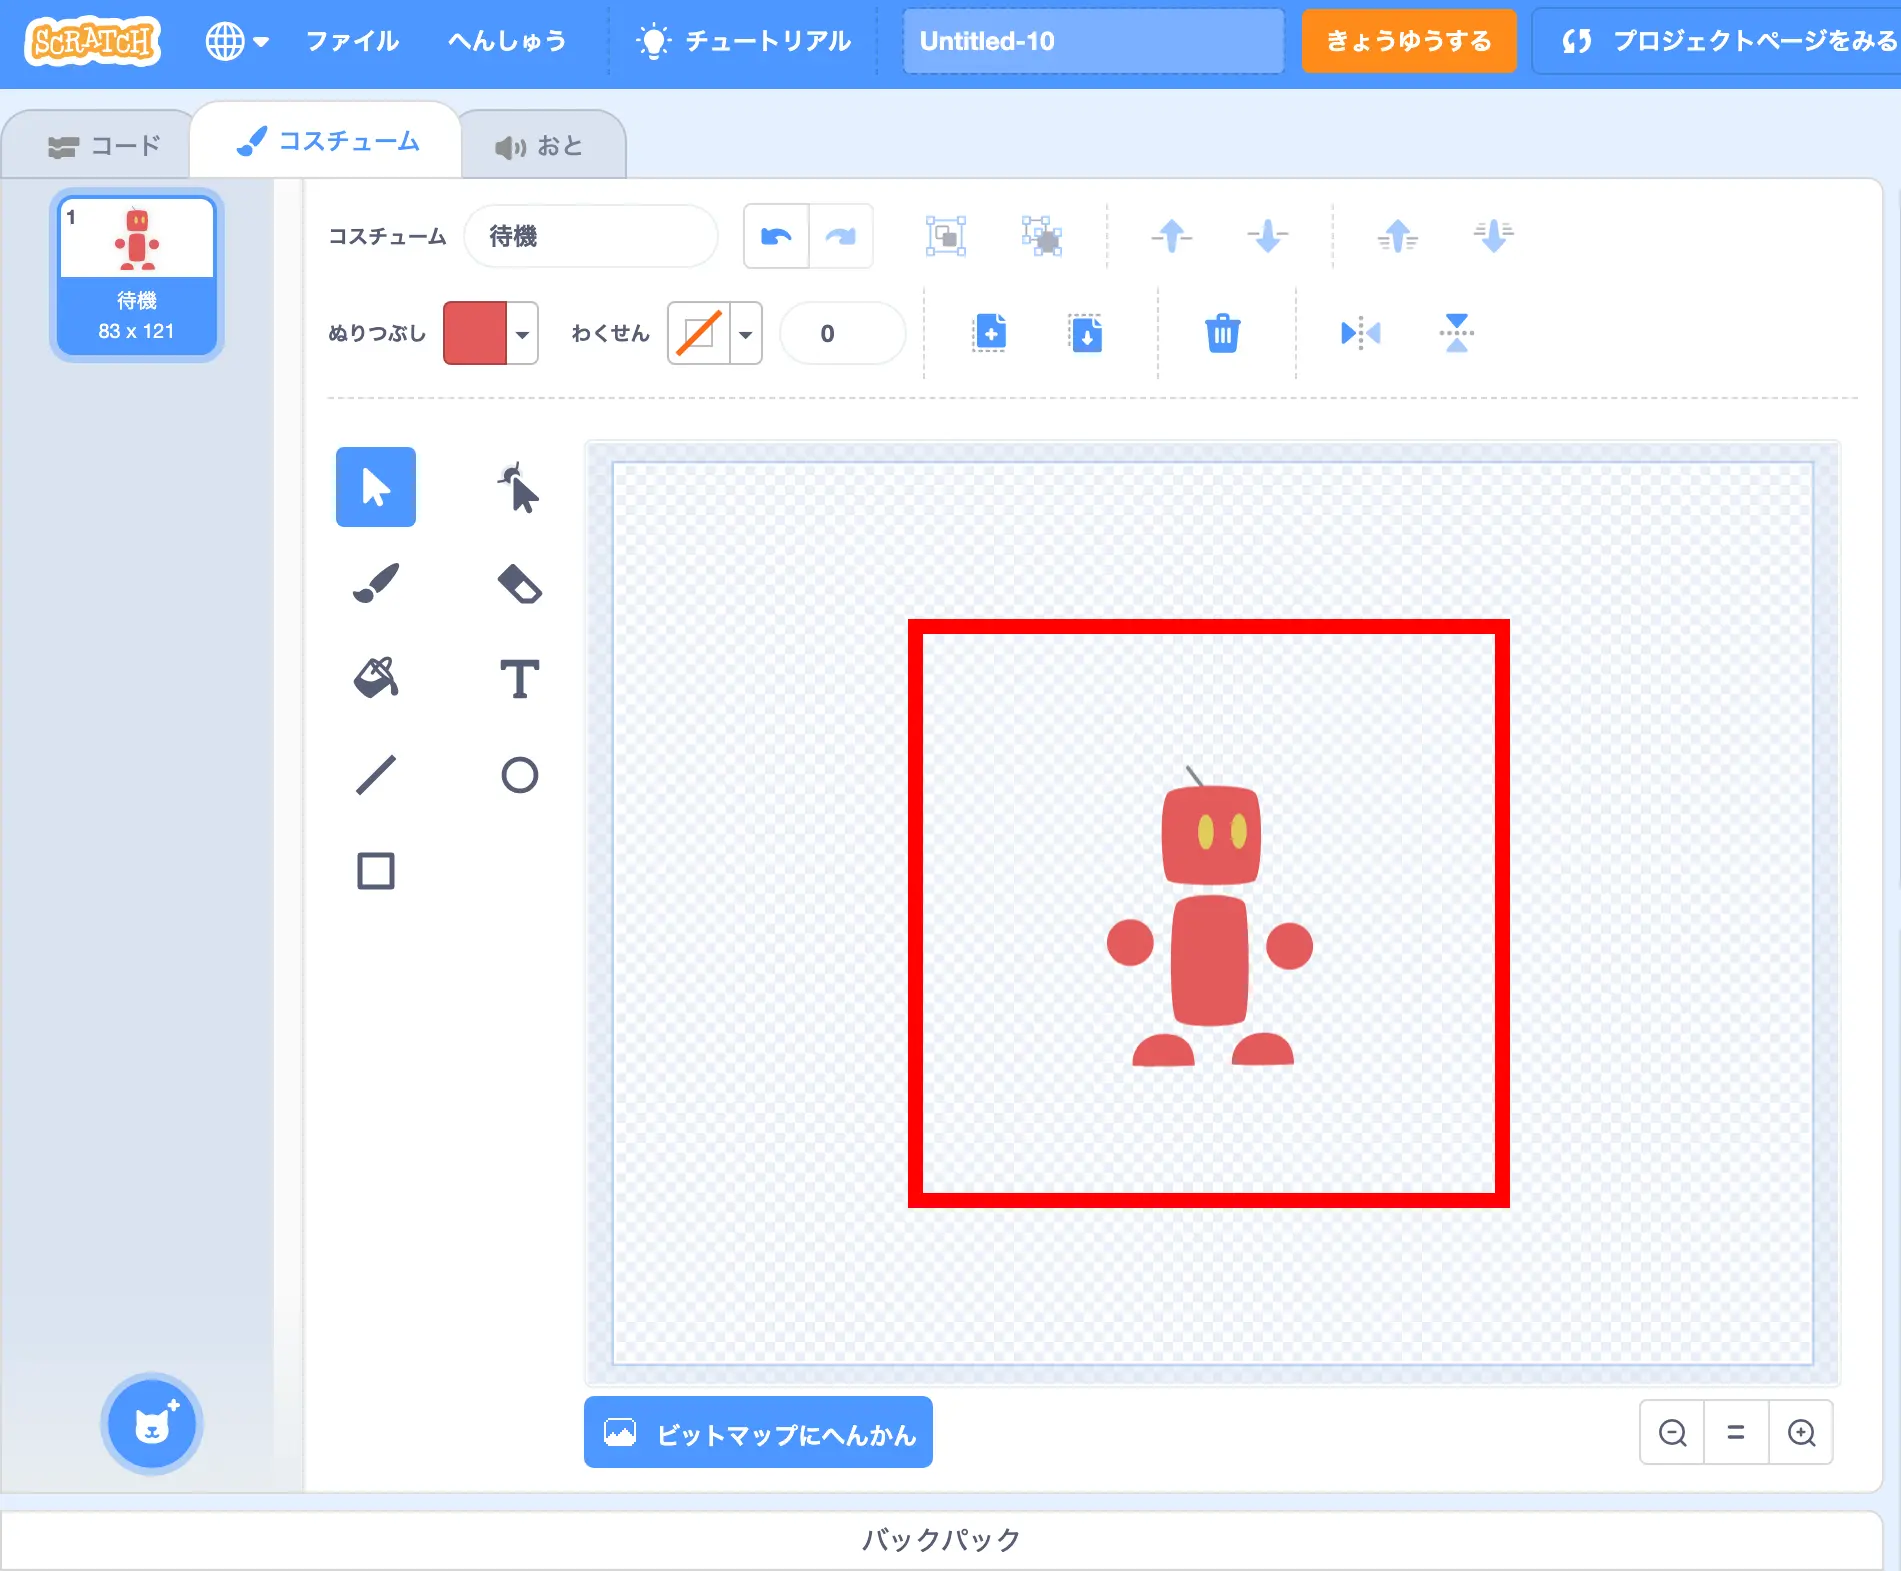 SCRATCH ファイル へんしゅう チュートリアル Untitled-10 きょうゆうする プロジェクトページをみる
コード コスチューム おと
1
待機
83 x 121
コスチューム 待機
ぬりつぶし わくせん 0
T
ビットマップにへんかん
バックパック